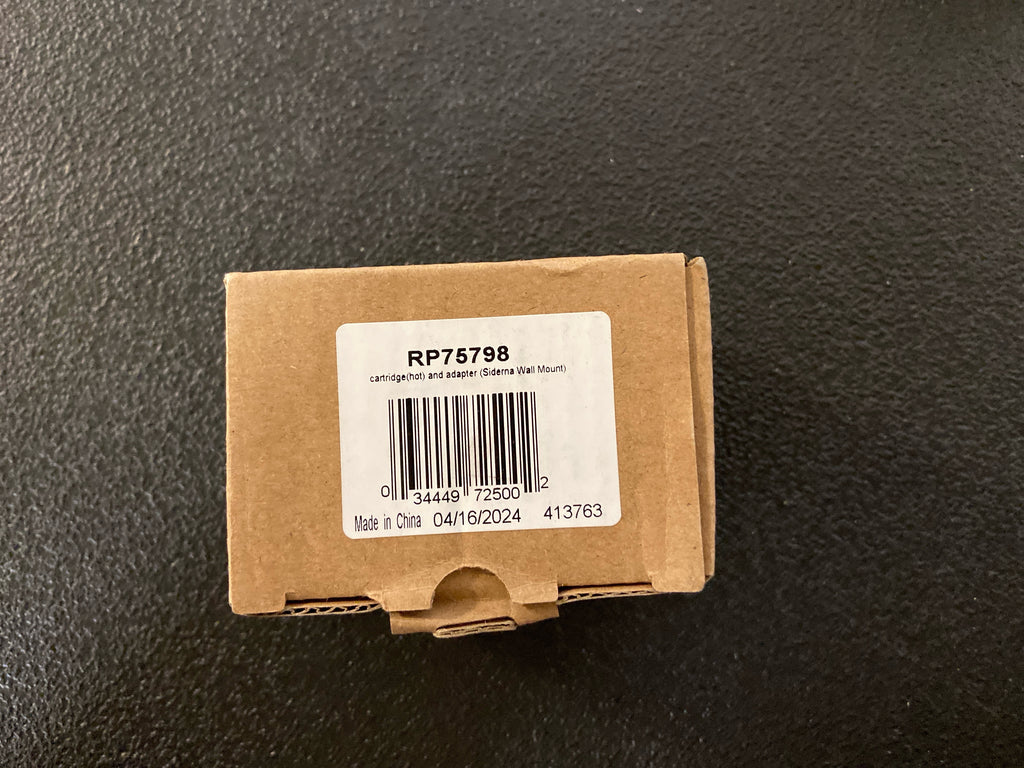 RP75798
cartridge(hot) and adapter (Siderna Wall Mount)
0 34449 72500 2
Made in China 04/16/2024 413763